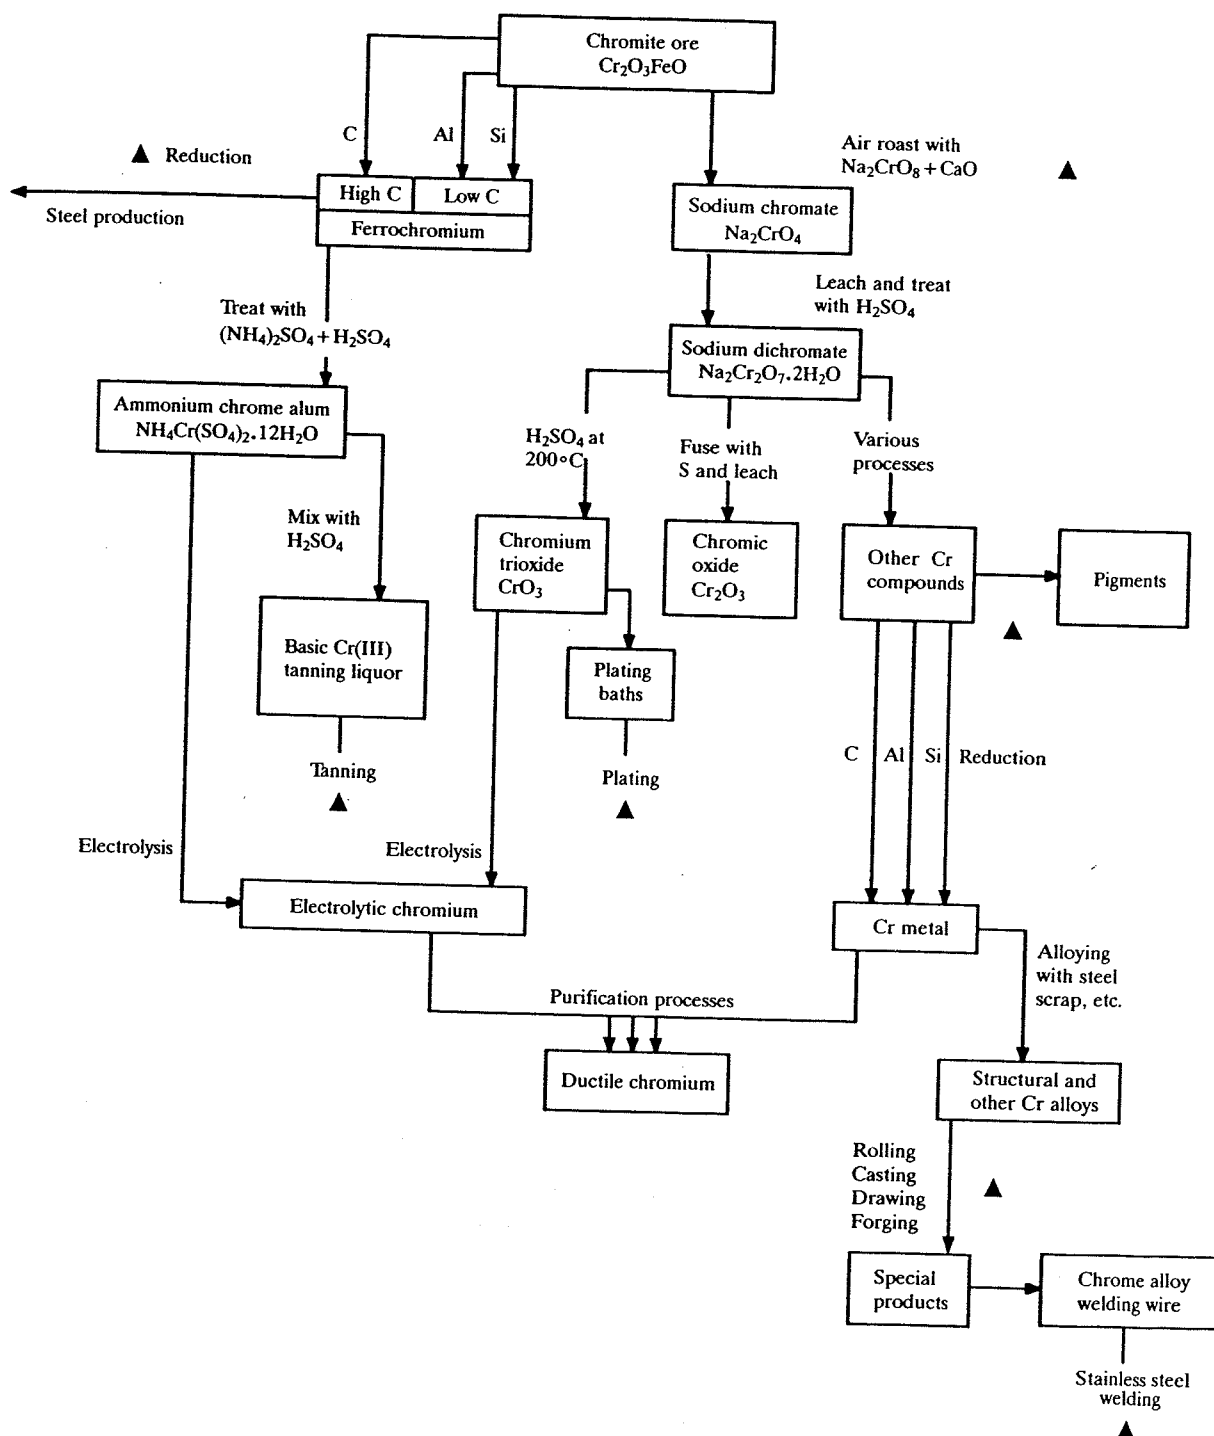 Chromite ore
Cr₂O₃FeO
C
Al
Si
Reduction
Air roast with
Na₂CrO₈ + CaO
High C
Low C
Ferrochromium
Steel production
Sodium chromate
Na₂CrO₄
Treat with
(NH₄)₂SO₄ + H₂SO₄
Leach and treat
with H₂SO₄
Sodium dichromate
Na₂Cr₂O₇.2H₂O
Ammonium chrome alum
NH₄Cr(SO₄)₂.12H₂O
H₂SO₄ at
200°C
Fuse with
S and leach
Various
processes
Mix with
H₂SO₄
Chromium
trioxide
CrO₃
Chromic
oxide
Cr₂O₃
Other Cr
compounds
Pigments
Basic Cr(III)
tanning liquor
Plating
baths
Tanning
Plating
C
Al
Si
Reduction
Electrolysis
Electrolysis
Electrolytic chromium
Cr metal
Alloying
with steel
scrap, etc.
Purification processes
Ductile chromium
Structural and
other Cr alloys
Rolling
Casting
Drawing
Forging
Special
products
Chrome alloy
welding wire
Stainless steel
welding